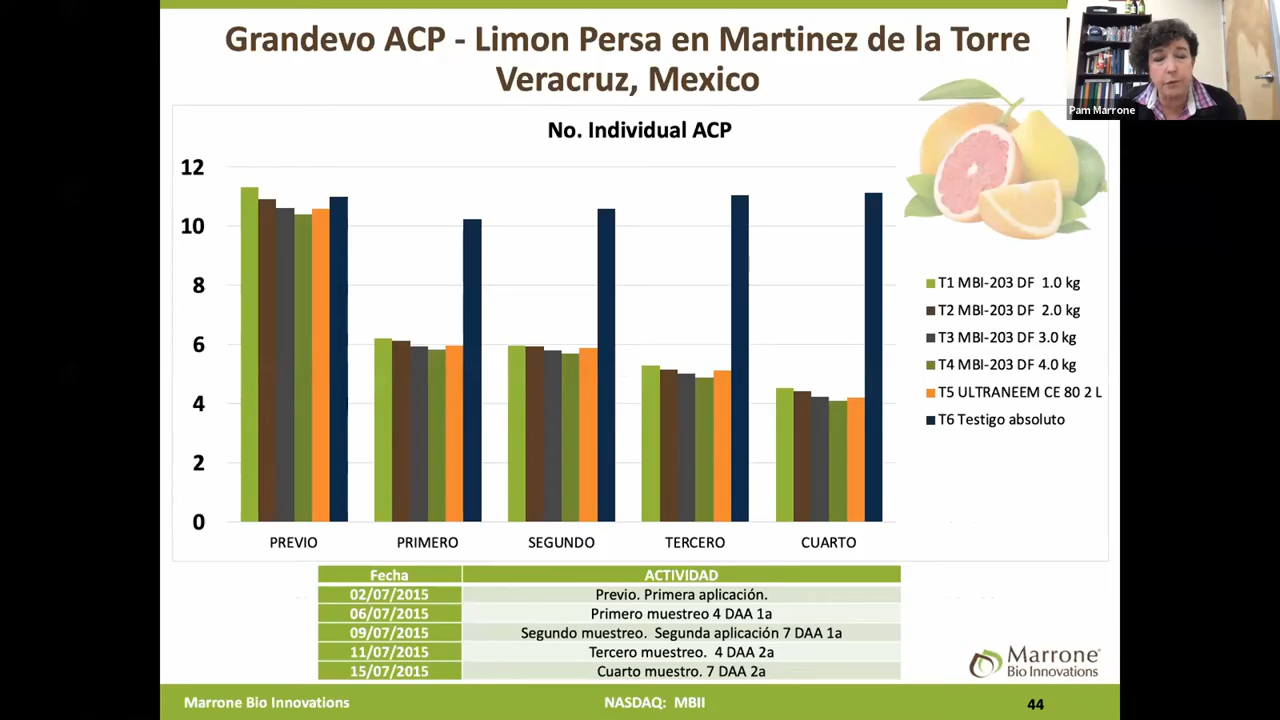 Grandevo ACP - Limon Persa en Martinez de la Torre
Veracruz, Mexico
Pam Marrone
No. Individual ACP
12
10
8
6
4
2
0
PREVIO PRIMERO SEGUNDO TERCERO CUARTO
T1 MBI-203 DF 1.0 kg
T2 MBI-203 DF 2.0 kg
T3 MBI-203 DF 3.0 kg
T4 MBI-203 DF 4.0 kg
T5 ULTRANEEM CE 80 2 L
T6 Testigo absoluto
Fecha ACTIVIDAD
02/07/2015 Previo. Primera aplicación.
06/07/2015 Primero muestreo 4 DAA 1a
09/07/2015 Segundo muestreo. Segunda aplicación 7 DAA 1a
11/07/2015 Tercero muestreo. 4 DAA 2a
15/07/2015 Cuarto muestro. 7 DAA 2a
Marrone®
Bio Innovations
Marrone Bio Innovations NASDAQ: MBII 44